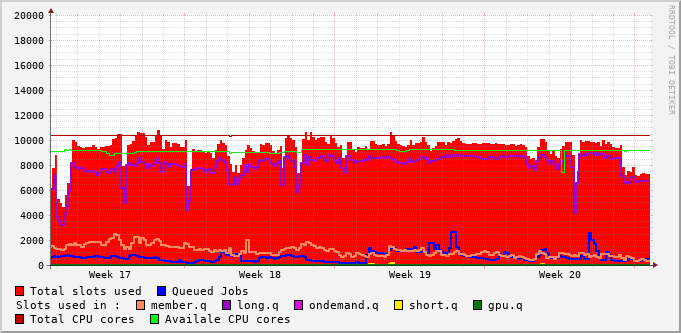 20000
18000
16000
14000
12000
10000
8000
6000
4000
2000
0
Week 17 Week 18 Week 19 Week 20
RRDTOOL / TOBI OETIKER
Total slots used Queued Jobs
Slots used in : member.q long.q ondemand.q short.q gpu.q
Total CPU cores Availale CPU cores